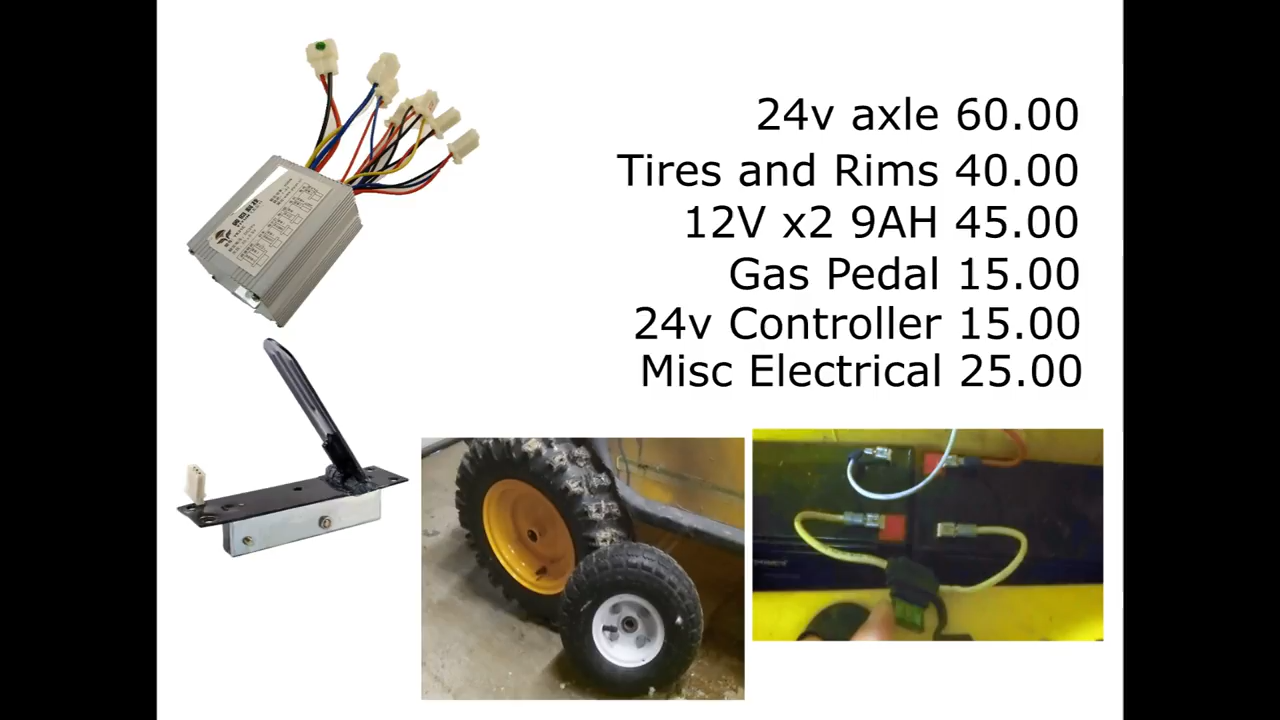 24v axle 60.00
Tires and Rims 40.00
12V x2 9AH 45.00
Gas Pedal 15.00
24v Controller 15.00
Misc Electrical 25.00